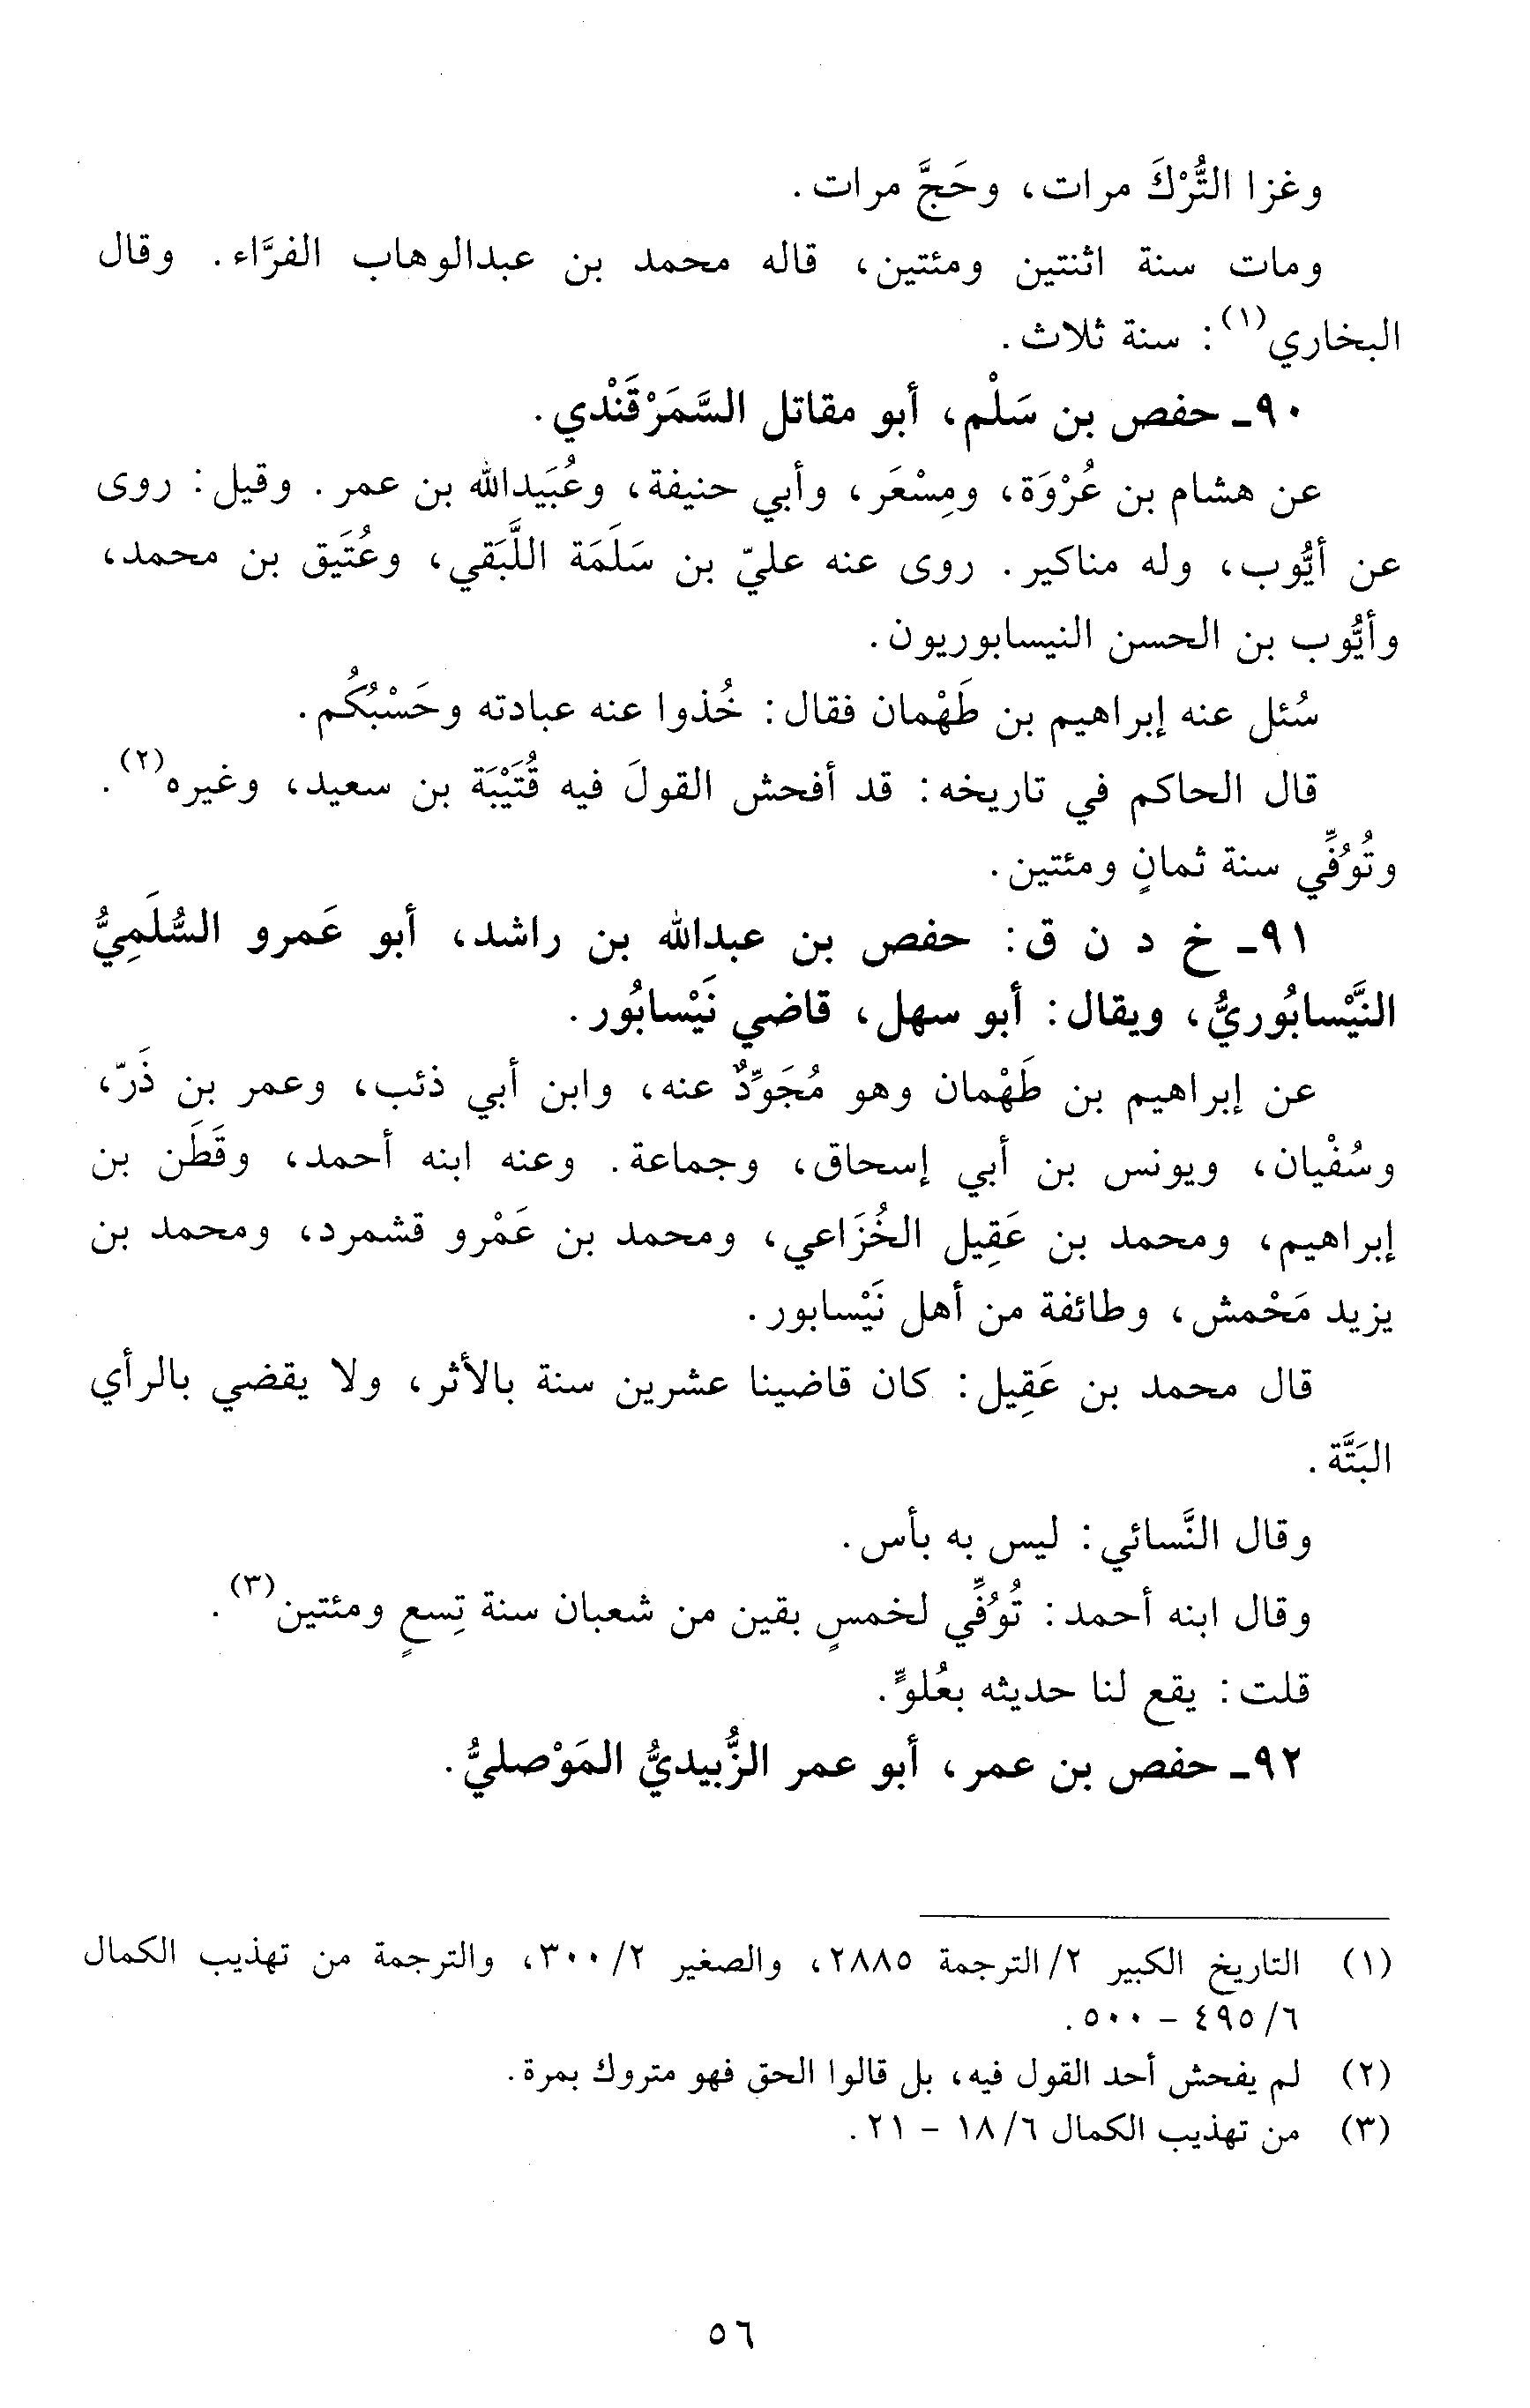 وغزا التُّرْكَ مرات، وحَجَّ مرات.
ومات سنة اثنتين ومئتين، قاله محمد بن عبدالوهاب الفرَّاء. وقال
البخاري(١): سنة ثلاث.
٩٠ـ حفص بن سَلْم، أبو مقاتل السَّمَرْقَنْدي.
عن هشام بن عُرْوَة، ومِسْعَر، وأبي حنيفة، وعُبَيدالله بن عمر. وقيل: روى
عن أيُّوب، وله مناكير. روى عنه عليّ بن سَلَمَة اللَّبَقي، وعُتَيق بن محمد،
وأيُّوب بن الحسن النيسابوريون.
سُئل عنه إبراهيم بن طَهْمان فقال: خُذوا عنه عبادته وحَسْبُكُم.
قال الحاكم في تاريخه: قد أفحش القولَ فيه قُتَيْبَة بن سعيد، وغيره(٢).
وتُوُفِّي سنة ثمانٍ ومئتين.
٩١ـ خ د ن ق: حفص بن عبدالله بن راشد، أبو عَمرو السُّلَمِيُّ
النَّيْسابُوريُّ، ويقال: أبو سهل، قاضي نَيْسابُور.
عن إبراهيم بن طَهْمان وهو مُجَوِّدٌ عنه، وابن أبي ذئب، وعمر بن ذَرّ،
وسُفْيان، ويونس بن أبي إسحاق، وجماعة. وعنه ابنه أحمد، وقَطَن بن
إبراهيم، ومحمد بن عَقِيل الخُزَاعي، ومحمد بن عَمْرو قشمرد، ومحمد بن
يزيد مَحْمش، وطائفة من أهل نَيْسابور.
قال محمد بن عَقِيل: كان قاضينا عشرين سنة بالأثر، ولا يقضي بالرأي
البَتَّة.
وقال النَّسائي: ليس به بأس.
وقال ابنه أحمد: تُوُفِّي لخمسٍ بقين من شعبان سنة تِسعٍ ومئتين(٣).
قلت: يقع لنا حديثه بعُلوٍّ.
٩٢ـ حفص بن عمر، أبو عمر الزُّبيديُّ المَوْصليُّ.
(١) التاريخ الكبير ٢/ الترجمة ٢٨٨٥، والصغير ٢/ ٣٠٠، والترجمة من تهذيب الكمال
٦/ ٤٩٥ - ٥٠٠.
(٢) لم يفحش أحد القول فيه، بل قالوا الحق فهو متروك بمرة.
(٣) من تهذيب الكمال ٦/ ١٨ - ٢١.
٥٦